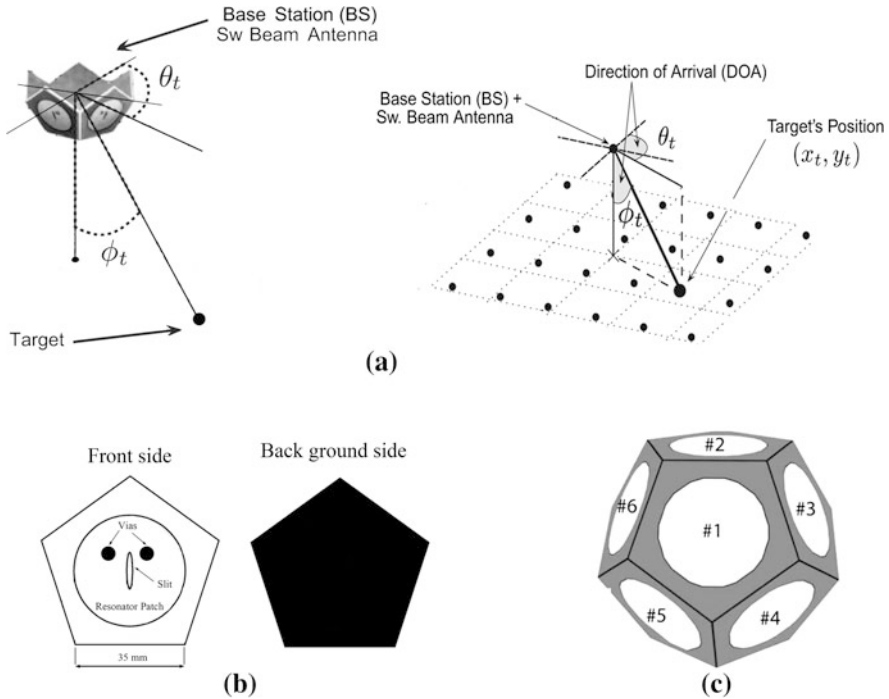 Base Station (BS)
Sw Beam Antenna
θt
ϕt
Target
Direction of Arrival (DOA)
Base Station (BS) +
Sw. Beam Antenna
θt
Target's Position
(xt, yt)
ϕt
(a)
Front side
Vias
Slit
Resonator Patch
35 mm
Back ground side
(b)
#2
#6
#3
#1
#5
#4
(c)